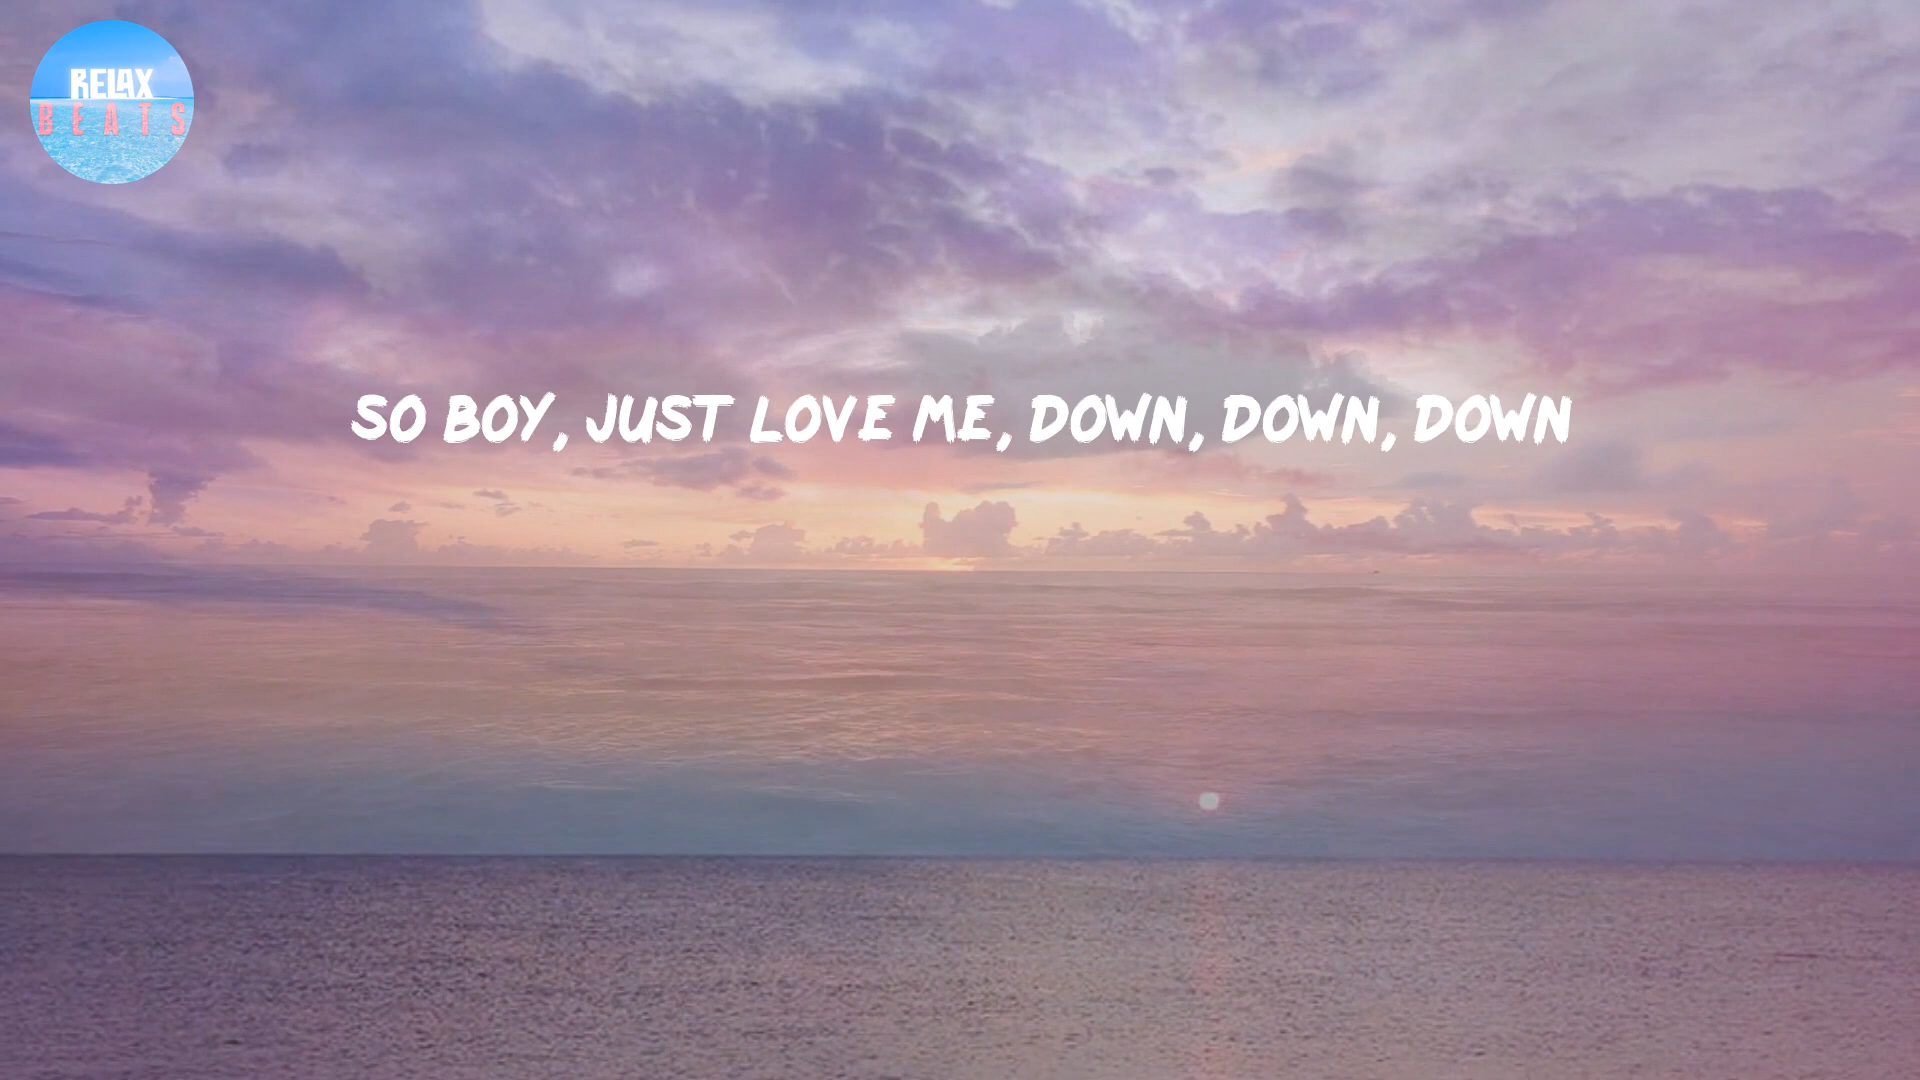 RELAX
BEATS
SO BOY, JUST LOVE ME, DOWN, DOWN, DOWN